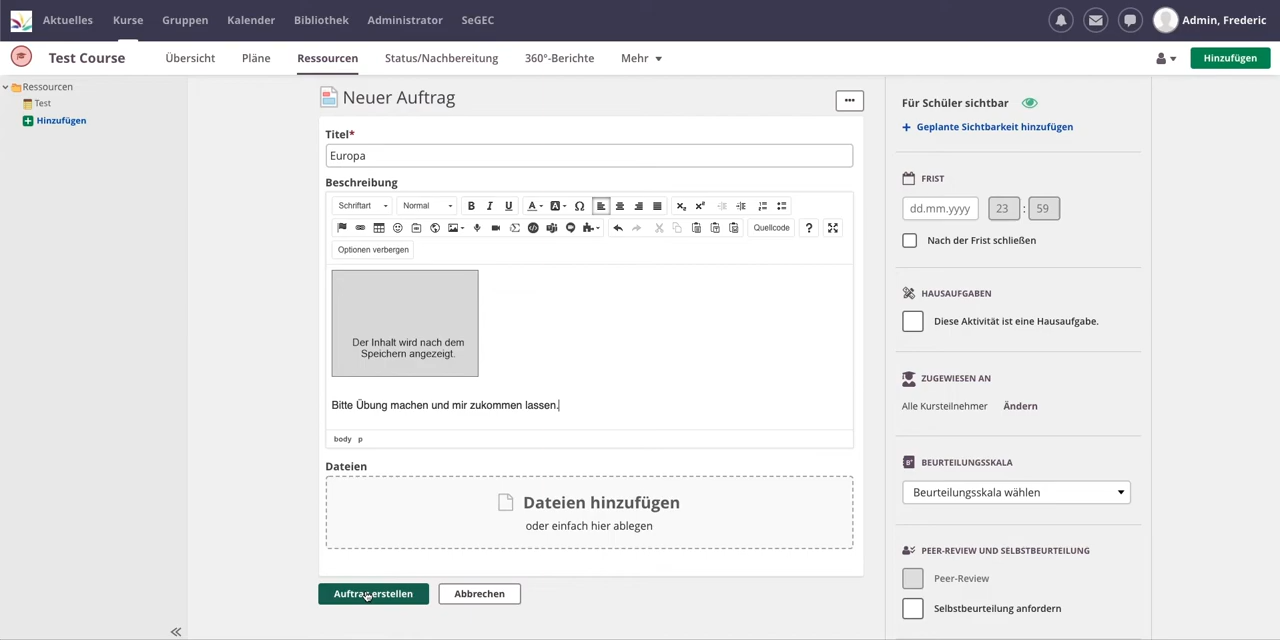 Aktuelles Kurse Gruppen Kalender Bibliothek Administrator SeGEC Admin, Frederic
Test Course Übersicht Pläne Ressourcen Status/Nachbereitung 360°-Berichte Mehr Hinzufügen
Ressourcen
Test
Hinzufügen
Neuer Auftrag
Titel*
Europa
Beschreibung
Schriftart Normal B I U A A Ω
Quellcode ?
Optionen verbergen
Der Inhalt wird nach dem
Speichern angezeigt.
Bitte Übung machen und mir zukommen lassen.
body p
Dateien
Dateien hinzufügen
oder einfach hier ablegen
Auftrag erstellen Abbrechen
Für Schüler sichtbar
+ Geplante Sichtbarkeit hinzufügen
FRIST
dd.mm.yyyy 23 : 59
Nach der Frist schließen
HAUSAUFGABEN
Diese Aktivität ist eine Hausaufgabe.
ZUGEWIESEN AN
Alle Kursteilnehmer Ändern
BEURTEILUNGSSKALA
Beurteilungsskala wählen
PEER-REVIEW UND SELBSTBEURTEILUNG
Peer-Review
Selbstbeurteilung anfordern